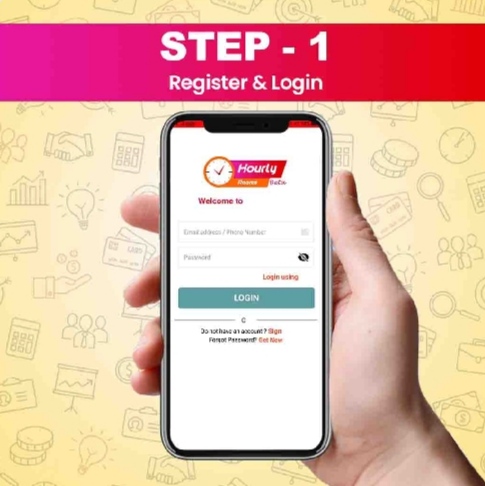 STEP - 1
Register & Login
Hourly
Welcome to
Email address / Phone Number
Password
Login using
LOGIN
O
Do not have an account? Sign
Forgot Password? Get Now